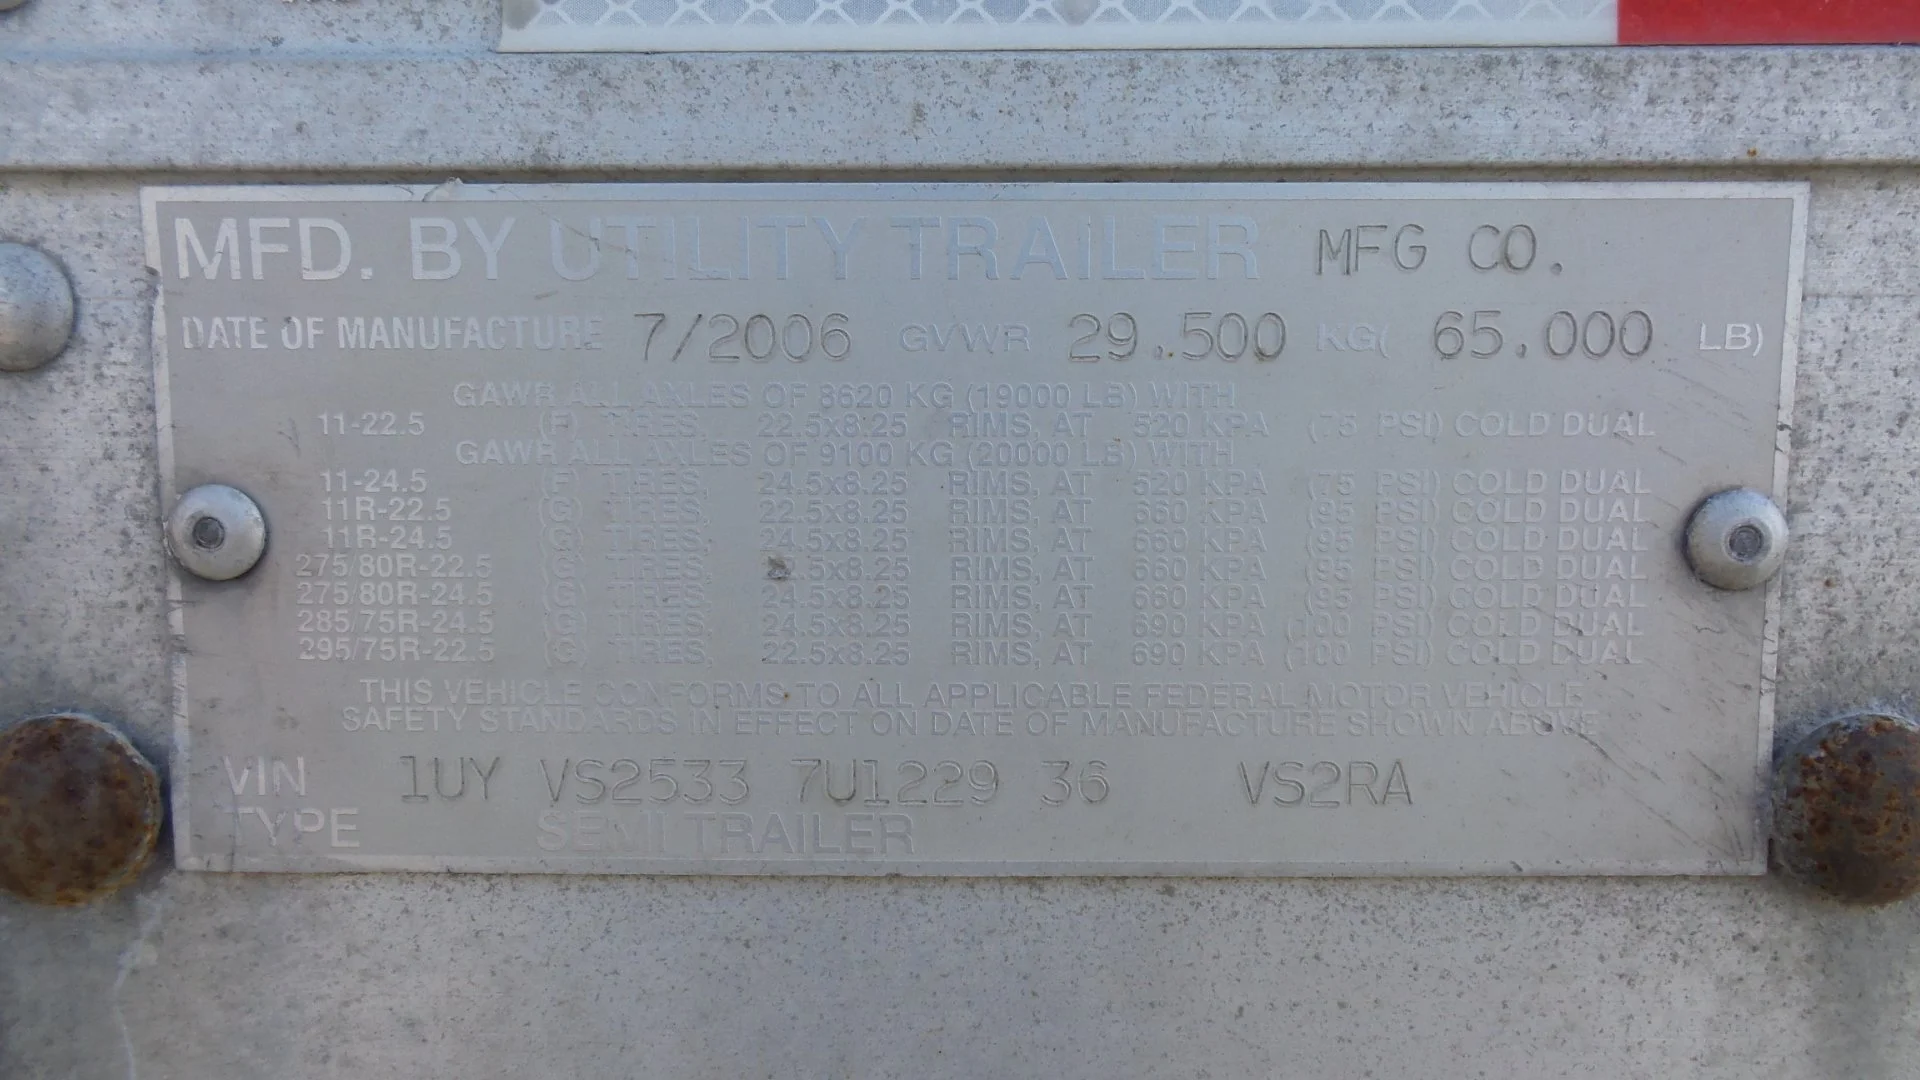 MFD. BY UTILITY TRAILER MFG CO.
DATE OF MANUFACTURE 7/2006 GVWR 29.500 KG( 65.000 LB)
GAWR ALL AXLES OF 8620 KG (19000 LB) WITH
11-22.5 (F) TIRES, 22.5x8.25 RIMS, AT 520 KPA (75 PSI) COLD DUAL
GAWR ALL AXLES OF 9100 KG (20000 LB) WITH
11-24.5 (F) TIRES, 24.5x8.25 RIMS, AT 520 KPA (75 PSI) COLD DUAL
11R-22.5 (G) TIRES, 22.5x8.25 RIMS, AT 660 KPA (95 PSI) COLD DUAL
11R-24.5 (G) TIRES, 24.5x8.25 RIMS, AT 660 KPA (95 PSI) COLD DUAL
275/80R-22.5 (G) TIRES, 22.5x8.25 RIMS, AT 660 KPA (95 PSI) COLD DUAL
275/80R-24.5 (G) TIRES, 24.5x8.25 RIMS, AT 660 KPA (95 PSI) COLD DUAL
285/75R-24.5 (G) TIRES, 24.5x8.25 RIMS, AT 690 KPA (100 PSI) COLD DUAL
295/75R-22.5 (G) TIRES, 22.5x8.25 RIMS, AT 690 KPA (100 PSI) COLD DUAL
THIS VEHICLE CONFORMS TO ALL APPLICABLE FEDERAL MOTOR VEHICLE
SAFETY STANDARDS IN EFFECT ON DATE OF MANUFACTURE SHOWN ABOVE
VIN 1UY VS2533 7U1229 36 VS2RA
TYPE SEMI TRAILER